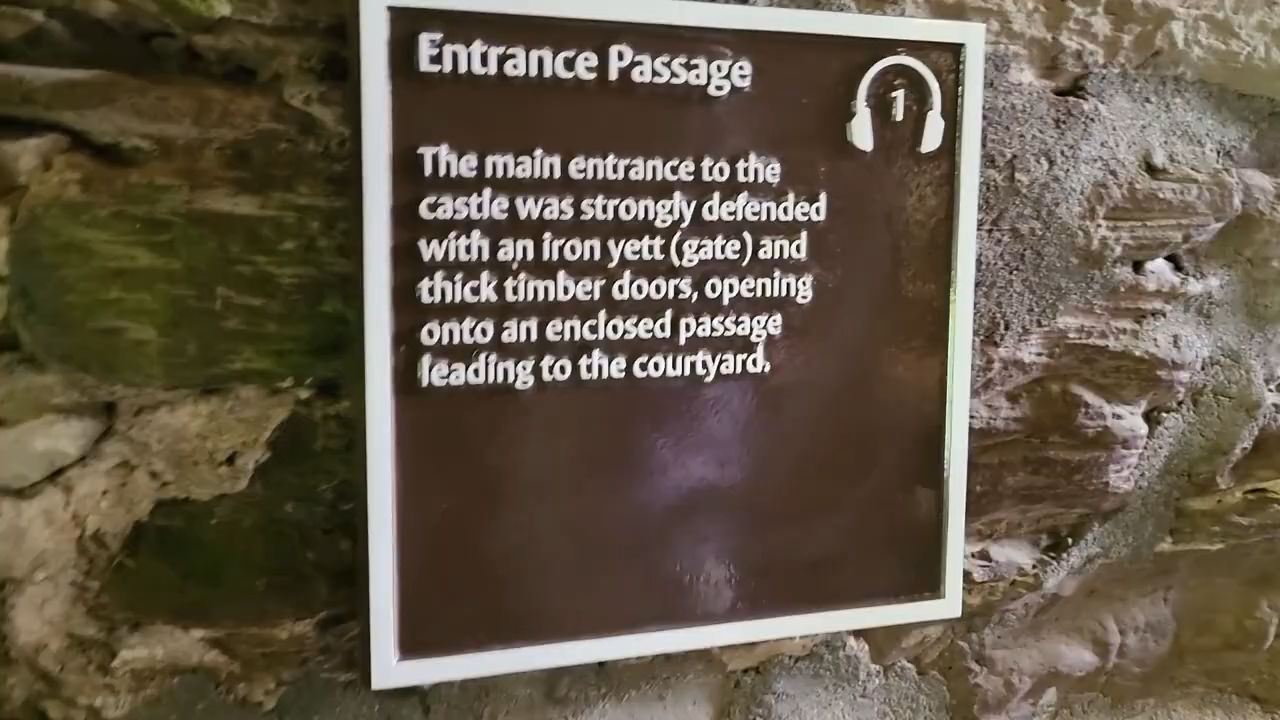 Entrance Passage
1
The main entrance to the
castle was strongly defended
with an iron yett (gate) and
thick timber doors, opening
onto an enclosed passage
leading to the courtyard.